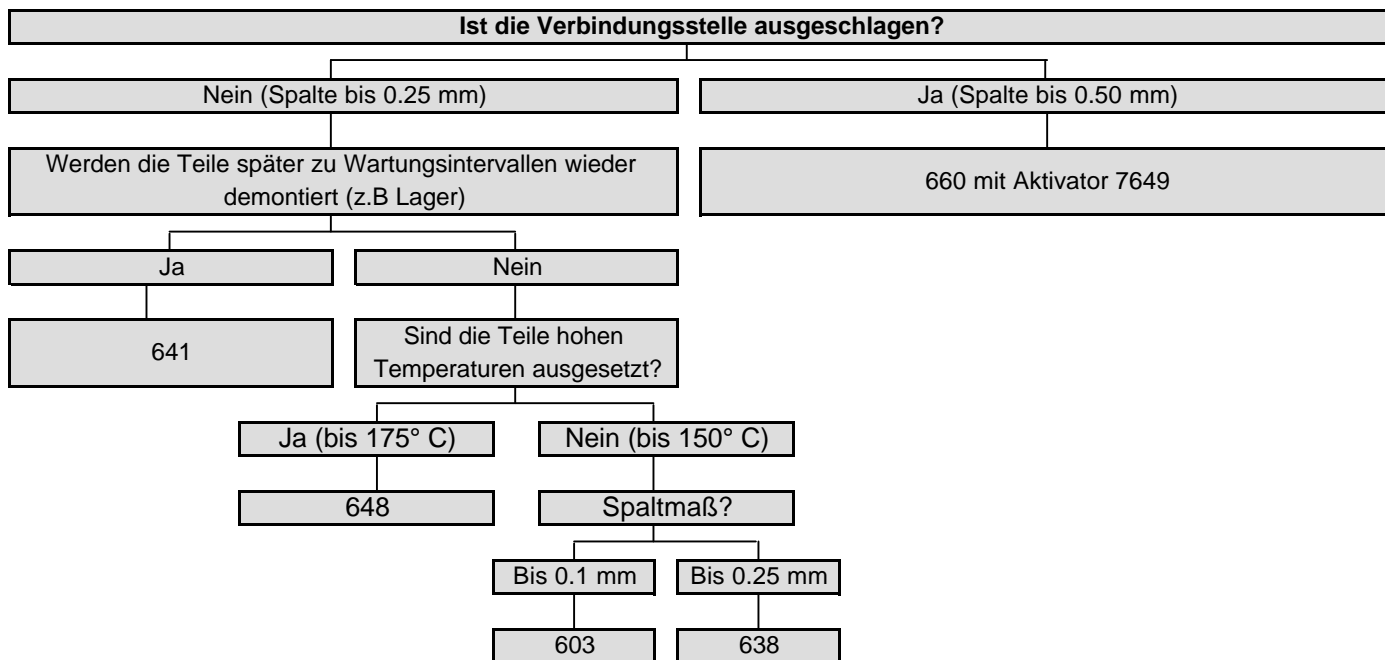 Ist die Verbindungsstelle ausgeschlagen?
Nein (Spalte bis 0.25 mm)
Ja (Spalte bis 0.50 mm)
Werden die Teile später zu Wartungsintervallen wieder
demontiert (z.B Lager)
660 mit Aktivator 7649
Ja
Nein
641
Sind die Teile hohen
Temperaturen ausgesetzt?
Ja (bis 175° C)
Nein (bis 150° C)
648
Spaltmaß?
Bis 0.1 mm
Bis 0.25 mm
603
638